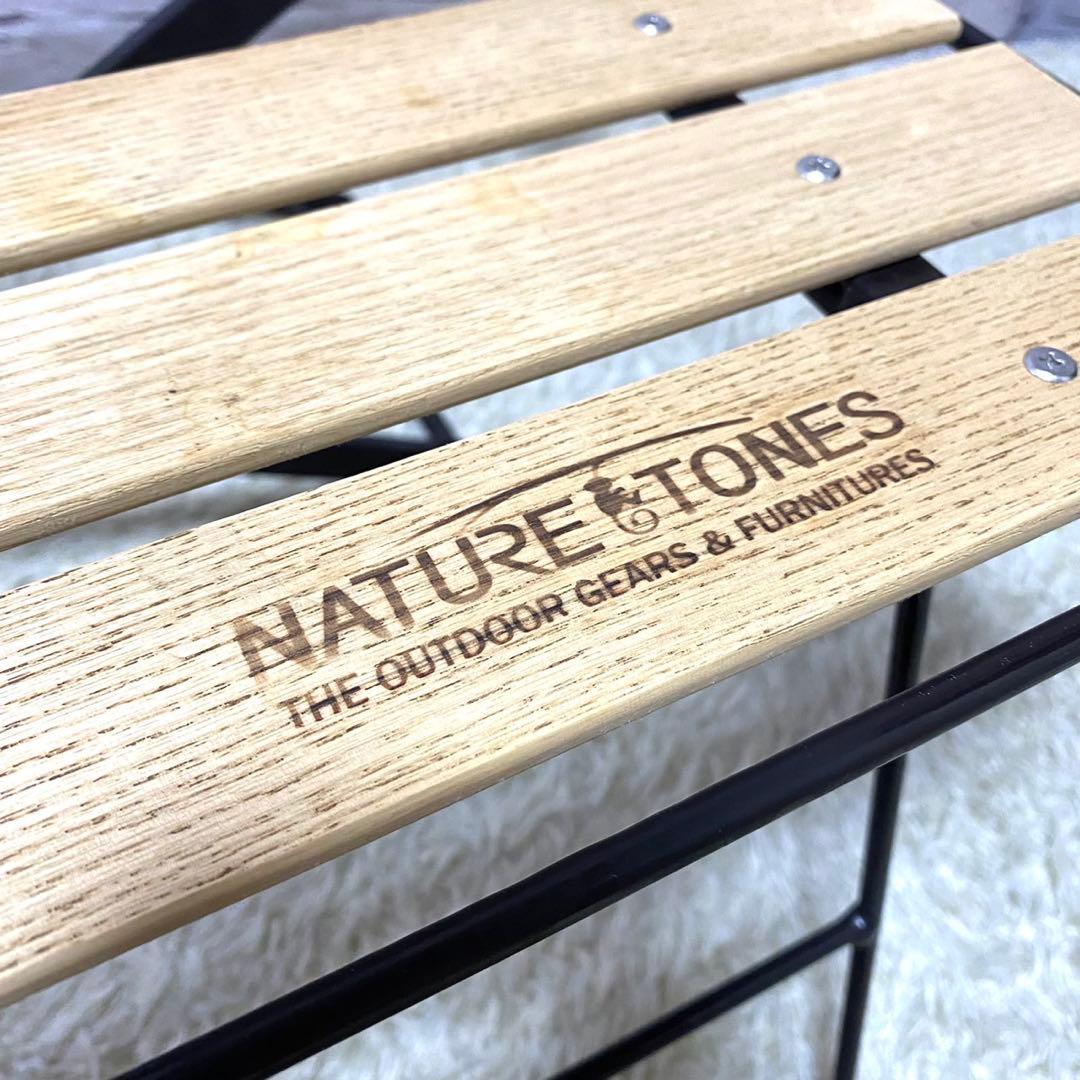 NATURE TONES
THE OUTDOOR GEARS & FURNITURES.